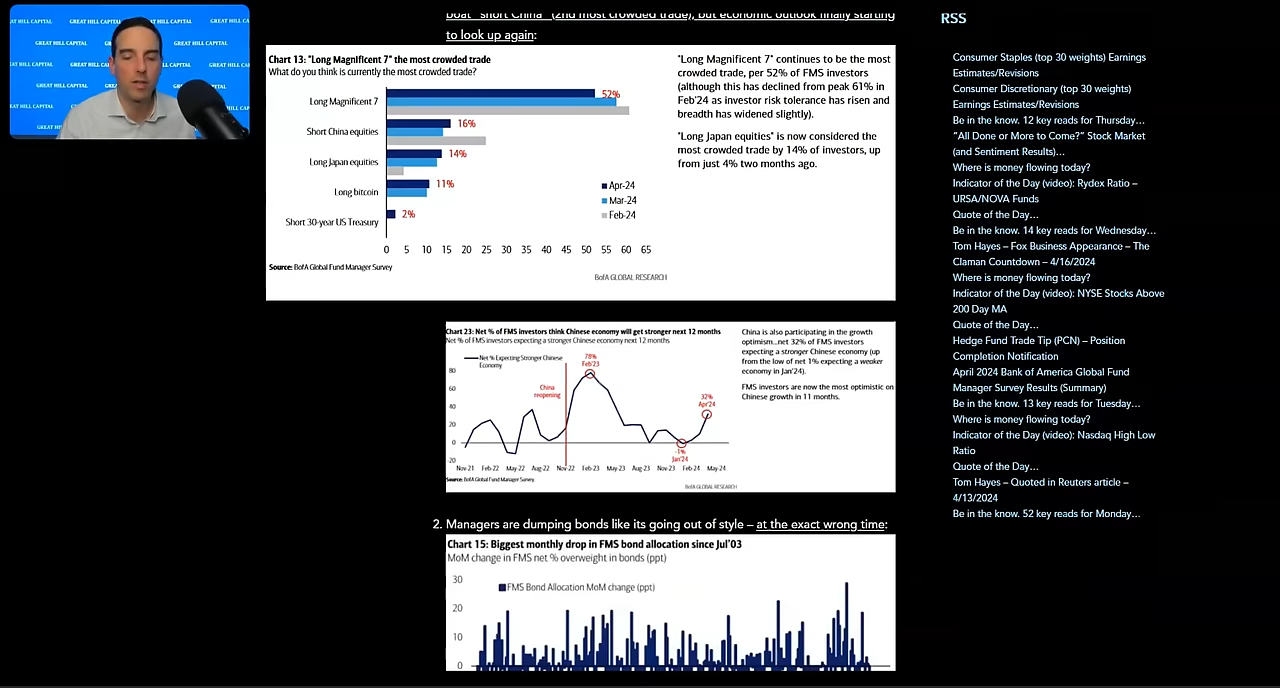 GREAT HILL CAPITAL
boat "short China" (2nd most crowded trade), but economic outlook finally starting
to look up again:
Chart 13: "Long Magnificent 7" the most crowded trade
What do you think is currently the most crowded trade?
Long Magnificent 7
52%
Short China equities
16%
Long Japan equities
14%
Long bitcoin
11%
Short 30-year US Treasury
2%
Apr-24
Mar-24
Feb-24
0 5 10 15 20 25 30 35 40 45 50 55 60 65
Source: BofA Global Fund Manager Survey
BofA GLOBAL RESEARCH
"Long Magnificent 7" continues to be the most
crowded trade, per 52% of FMS investors
(although this has declined from peak 61% in
Feb'24 as investor risk tolerance has risen and
breadth has widened slightly).
"Long Japan equities" is now considered the
most crowded trade by 14% of investors, up
from just 4% two months ago.
Chart 23: Net % of FMS investors think Chinese economy will get stronger next 12 months
Net % of FMS investors expecting a stronger Chinese economy next 12 months
Net % Expecting Stronger Chinese
Economy
78%
Feb'23
China
reopening
32%
Apr'24
-1%
Jan'24
80
60
40
20
0
-20
Nov-21 Feb-22 May-22 Aug-22 Nov-22 Feb-23 May-23 Aug-23 Nov-23 Feb-24 May-24
Source: BofA Global Fund Manager Survey.
BofA GLOBAL RESEARCH
China is also participating in the growth
optimism...net 32% of FMS investors
expecting a stronger Chinese economy (up
from the low of net 1% expecting a weaker
economy in Jan'24).
FMS investors are now the most optimistic on
Chinese growth in 11 months.
2. Managers are dumping bonds like its going out of style – at the exact wrong time:
Chart 15: Biggest monthly drop in FMS bond allocation since Jul'03
MoM change in FMS net % overweight in bonds (ppt)
FMS Bond Allocation MoM change (ppt)
30
20
10
0
RSS
Consumer Staples (top 30 weights) Earnings
Estimates/Revisions
Consumer Discretionary (top 30 weights)
Earnings Estimates/Revisions
Be in the know. 12 key reads for Thursday…
“All Done or More to Come?” Stock Market
(and Sentiment Results)…
Where is money flowing today?
Indicator of the Day (video): Rydex Ratio –
URSA/NOVA Funds
Quote of the Day…
Be in the know. 14 key reads for Wednesday…
Tom Hayes – Fox Business Appearance – The
Claman Countdown – 4/16/2024
Where is money flowing today?
Indicator of the Day (video): NYSE Stocks Above
200 Day MA
Quote of the Day…
Hedge Fund Trade Tip (PCN) – Position
Completion Notification
April 2024 Bank of America Global Fund
Manager Survey Results (Summary)
Be in the know. 13 key reads for Tuesday…
Where is money flowing today?
Indicator of the Day (video): Nasdaq High Low
Ratio
Quote of the Day…
Tom Hayes – Quoted in Reuters article –
4/13/2024
Be in the know. 52 key reads for Monday…